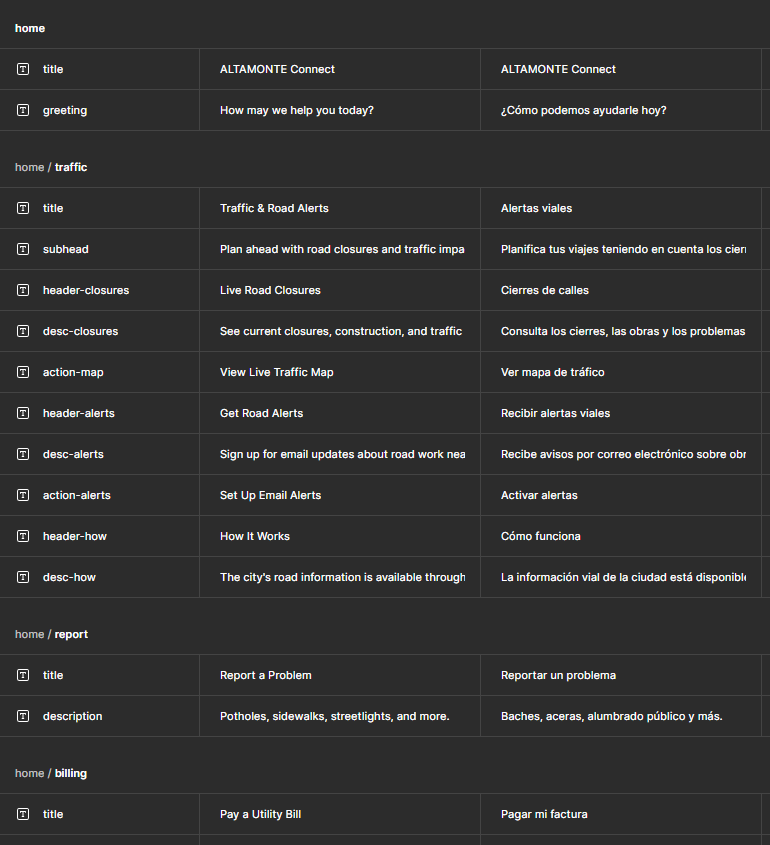 home
title ALTAMONTE Connect ALTAMONTE Connect
greeting How may we help you today? ¿Cómo podemos ayudarle hoy?
home / traffic
title Traffic & Road Alerts Alertas viales
subhead Plan ahead with road closures and traffic impa Planifica tus viajes teniendo en cuenta los cierr
header-closures Live Road Closures Cierres de calles
desc-closures See current closures, construction, and traffic Consulta los cierres, las obras y los problemas
action-map View Live Traffic Map Ver mapa de tráfico
header-alerts Get Road Alerts Recibir alertas viales
desc-alerts Sign up for email updates about road work nea Recibe avisos por correo electrónico sobre obr
action-alerts Set Up Email Alerts Activar alertas
header-how How It Works Cómo funciona
desc-how The city's road information is available through La información vial de la ciudad está disponible
home / report
title Report a Problem Reportar un problema
description Potholes, sidewalks, streetlights, and more. Baches, aceras, alumbrado público y más.
home / billing
title Pay a Utility Bill Pagar mi factura